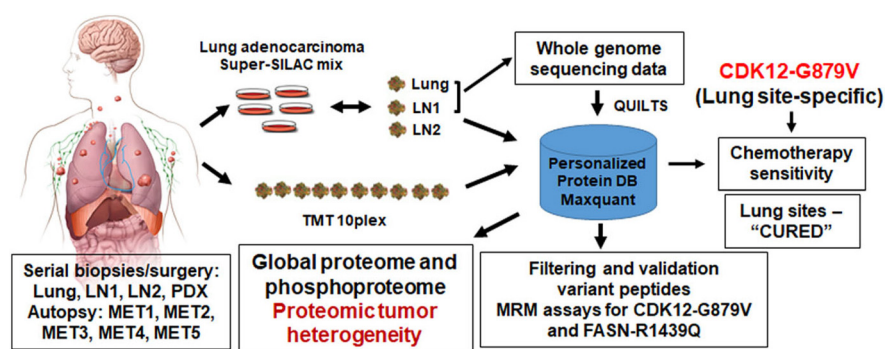 Lung adenocarcinoma
Super-SILAC mix
Lung
LN1
LN2
TMT 10plex
Serial biopsies/surgery:
Lung, LN1, LN2, PDX
Autopsy: MET1, MET2,
MET3, MET4, MET5
Whole genome
sequencing data
QUILTS
Personalized
Protein DB
Maxquant
CDK12-G879V
(Lung site-specific)
Chemotherapy
sensitivity
Lung sites –
“CURED”
Global proteome and
phosphoproteome
Proteomic tumor
heterogeneity
Filtering and validation
variant peptides
MRM assays for CDK12-G879V
and FASN-R1439Q